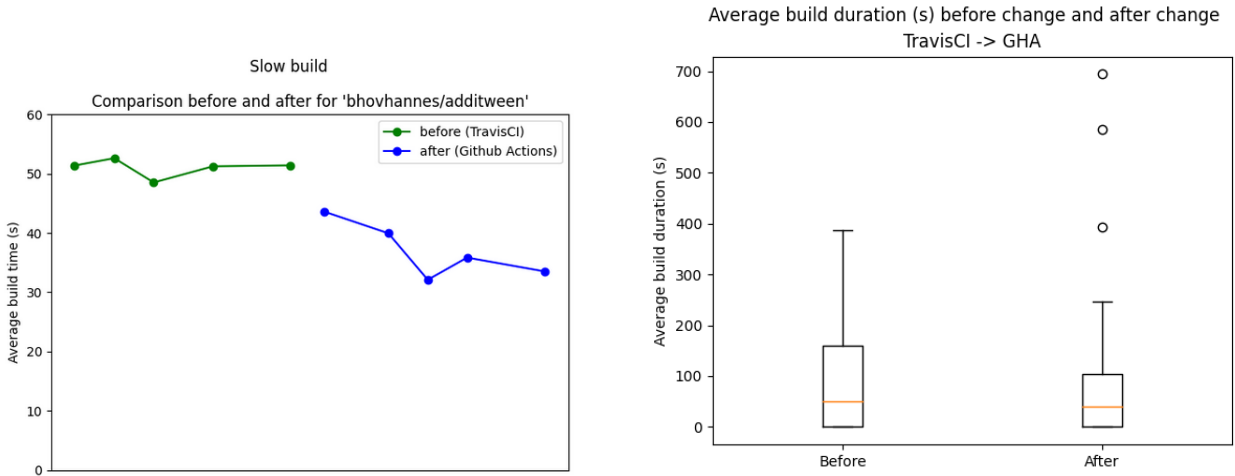 Slow build
Comparison before and after for 'bhovhannes/additween'
60
50
40
30
20
10
0
Average build time (s)
before (TravisCI)
after (Github Actions)
Average build duration (s) before change and after change
TravisCI -> GHA
700
600
500
400
300
200
100
0
Average build duration (s)
Before
After